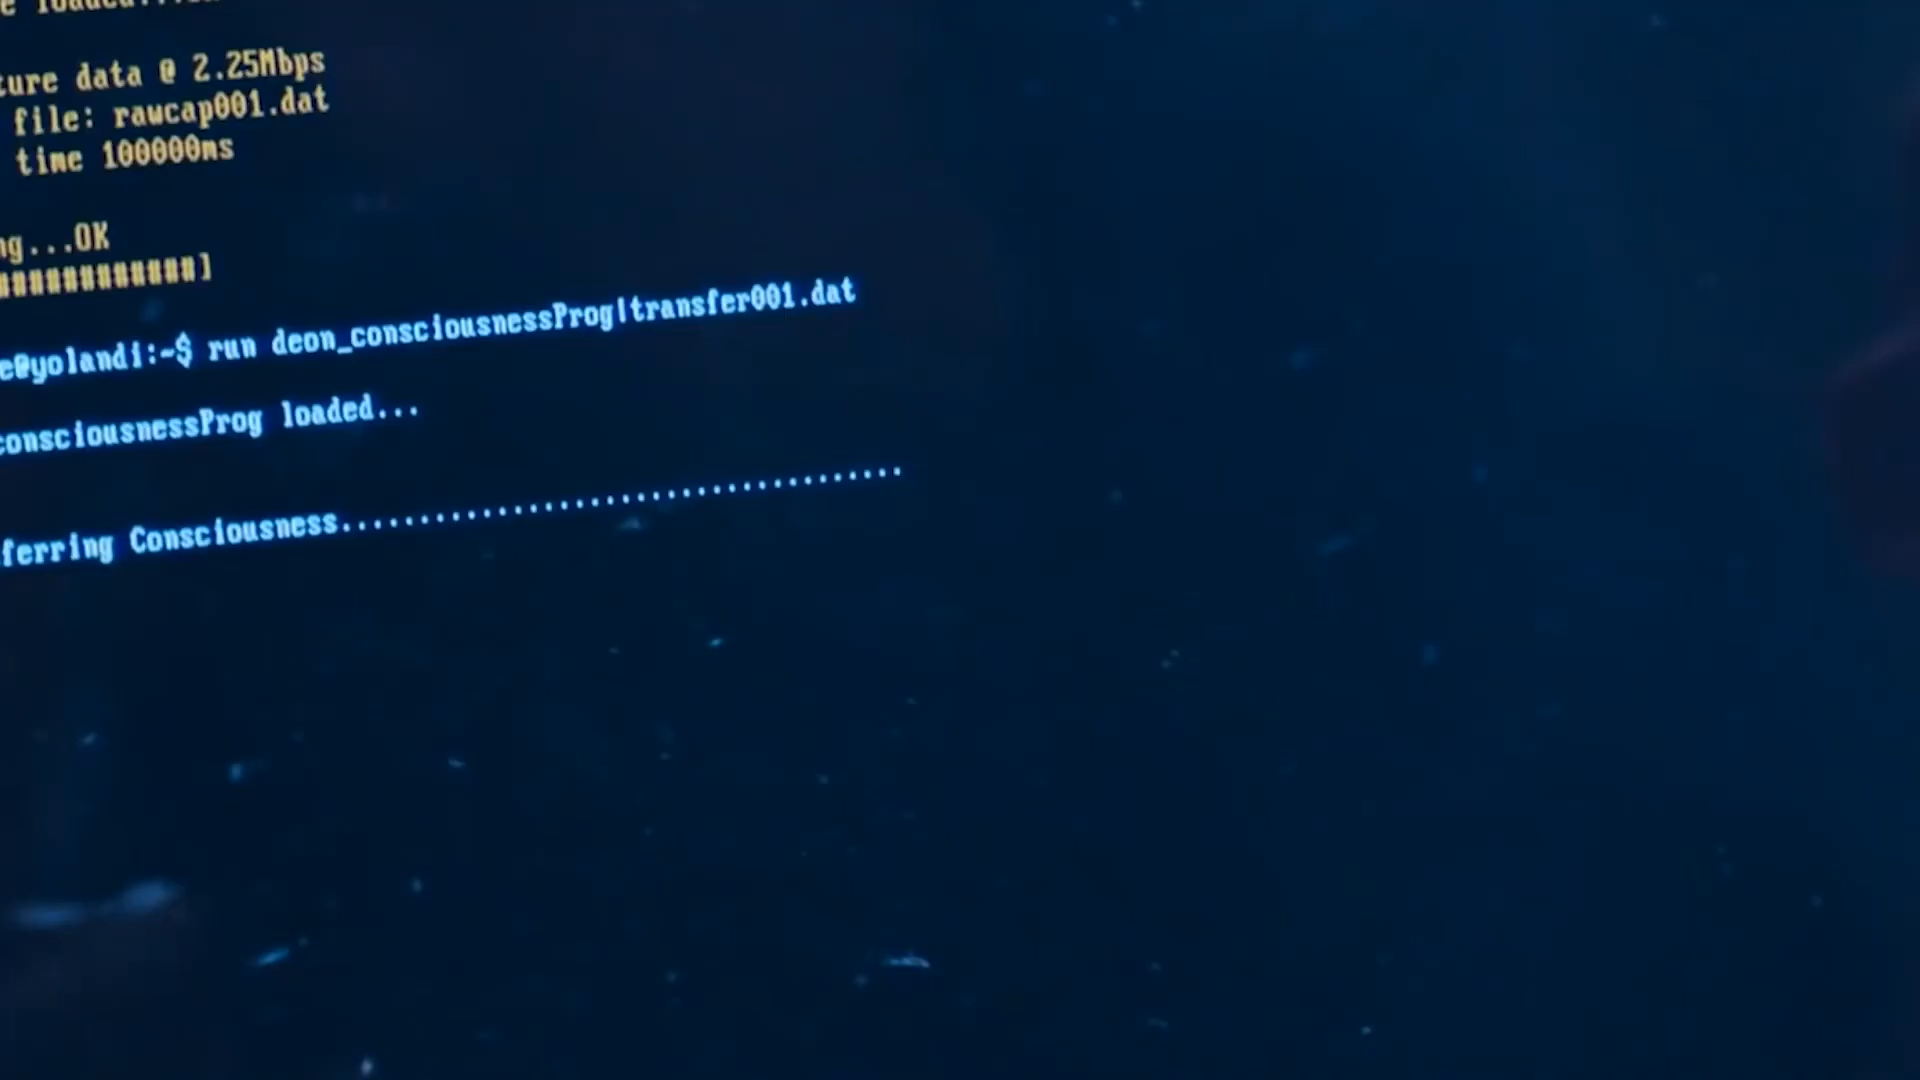 e loaded...
ture data @ 2.25Mbps
file: rawcap001.dat
time 100000ms
ng...OK
############]
e@yolandi:~$ run deon_consciousnessProg|transfer001.dat
consciousnessProg loaded...
ferring Consciousness....................................